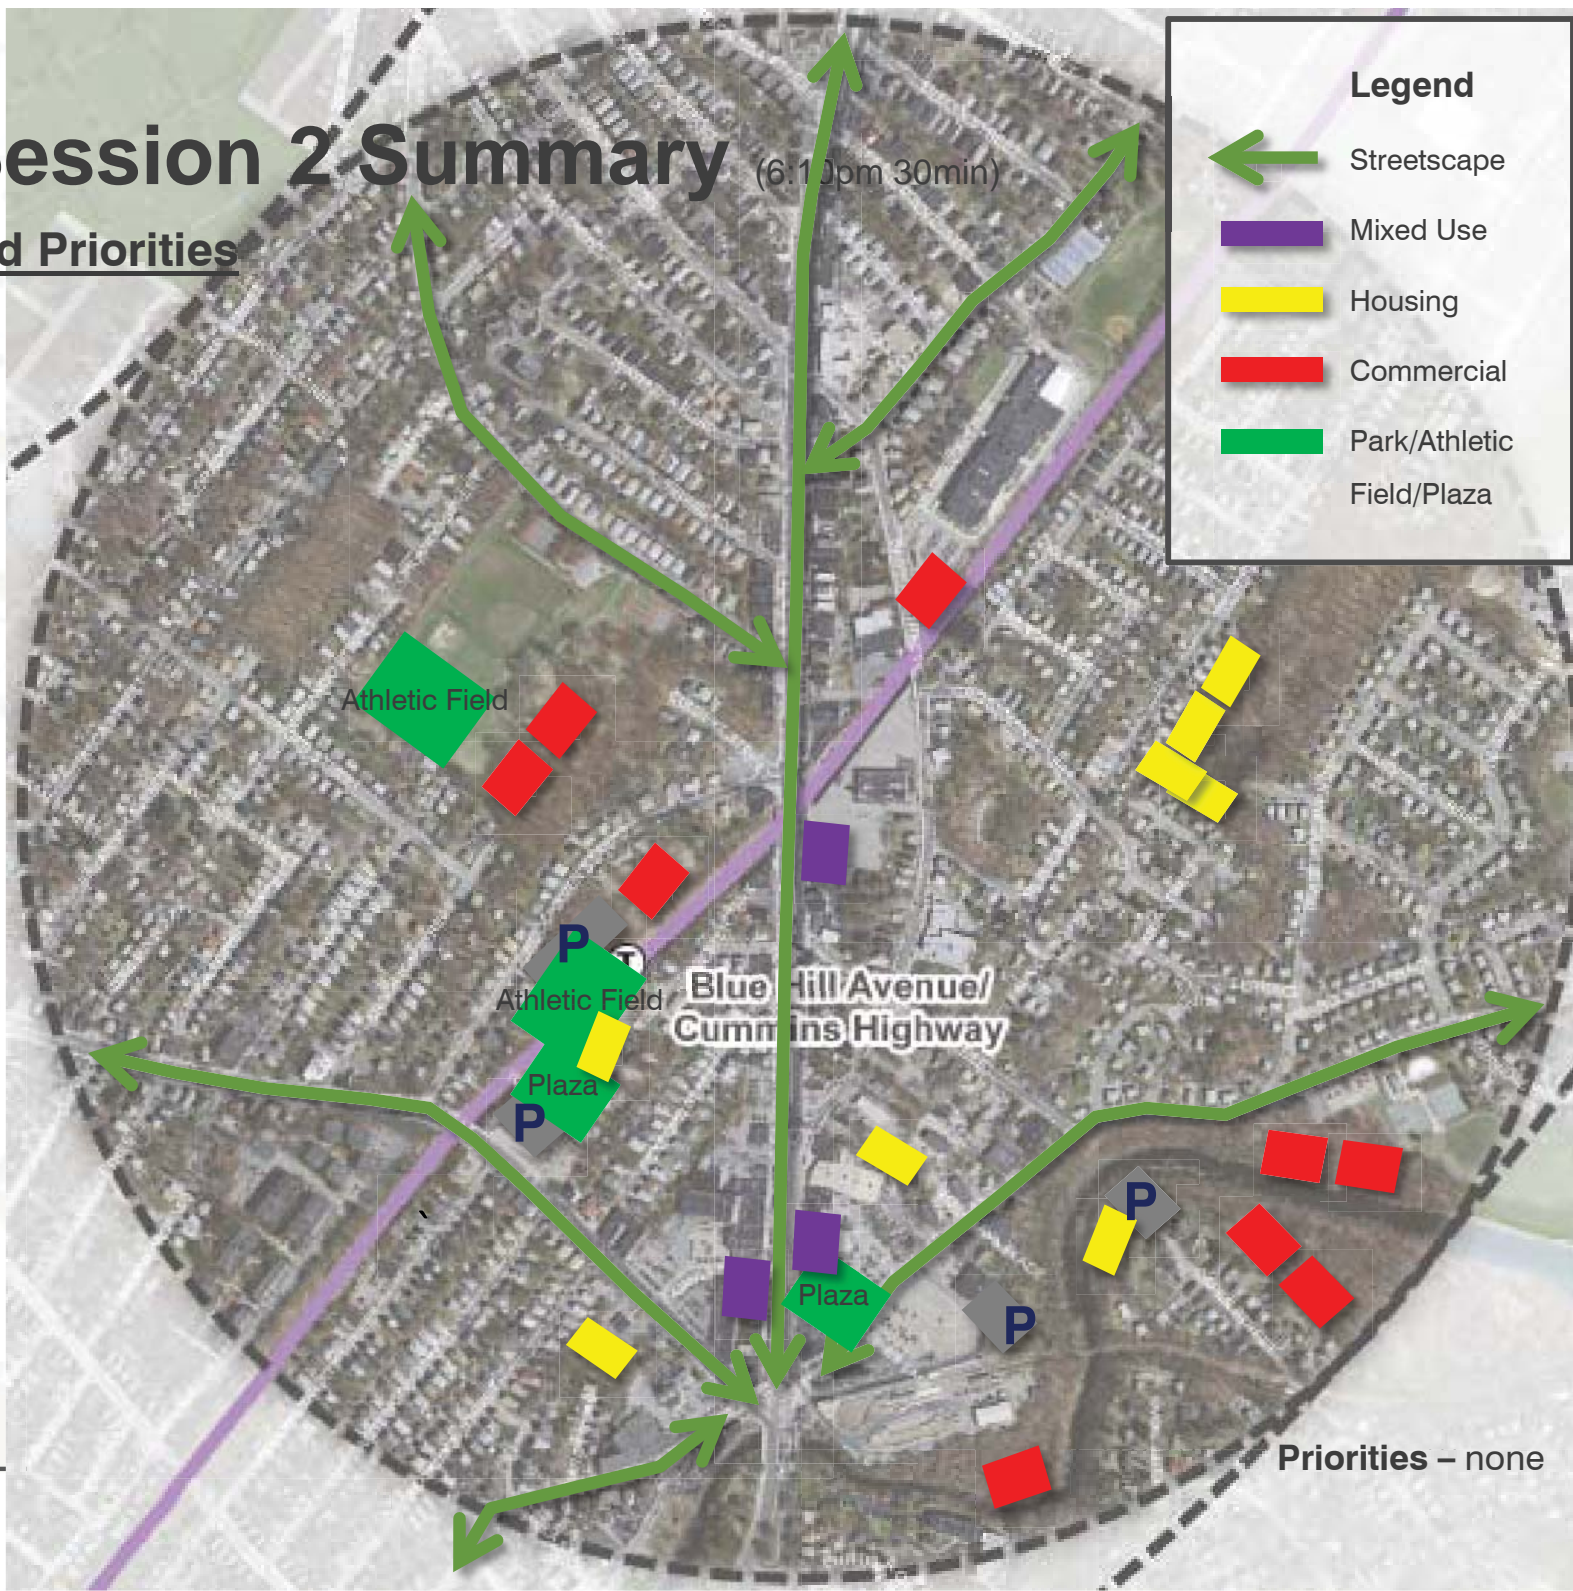 ession 2 Summary (6:10pm 30min)
d Priorities
Legend
Streetscape
Mixed Use
Housing
Commercial
Park/Athletic
Field/Plaza
Athletic Field
P
T
Athletic Field
Blue Hill Avenue/
Cummins Highway
Plaza
P
P
Plaza
P
Priorities – none